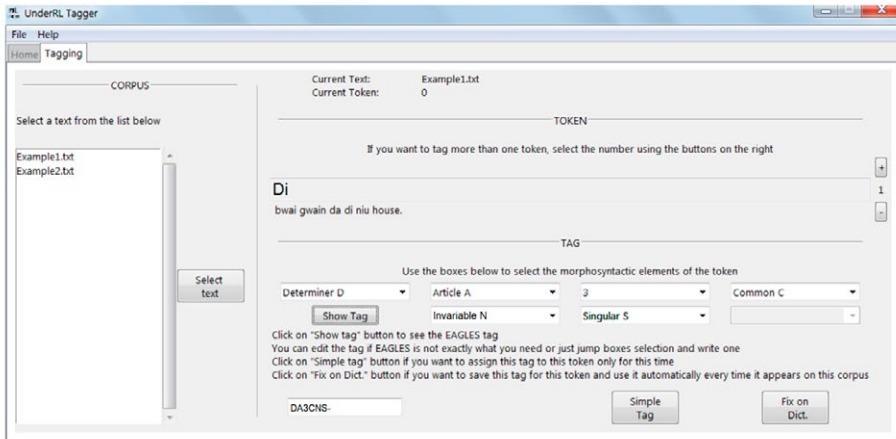 UnderRL Tagger
File Help
Home Tagging
CORPUS
Select a text from the list below
Example1.txt
Example2.txt
Select
text
Current Text: Example1.txt
Current Token: 0
TOKEN
If you want to tag more than one token, select the number using the buttons on the right
+
Di 1
bwai gwain da di niu house. -
TAG
Use the boxes below to select the morphosyntactic elements of the token
Determiner D Article A 3 Common C
Show Tag Invariable N Singular S
Click on "Show tag" button to see the EAGLES tag
You can edit the tag if EAGLES is not exactly what you need or just jump boxes selection and write one
Click on "Simple tag" button if you want to assign this tag to this token only for this time
Click on "Fix on Dict." button if you want to save this tag for this token and use it automatically every time it appears on this corpus
DA3CNS-
Simple
Tag
Fix on
Dict.